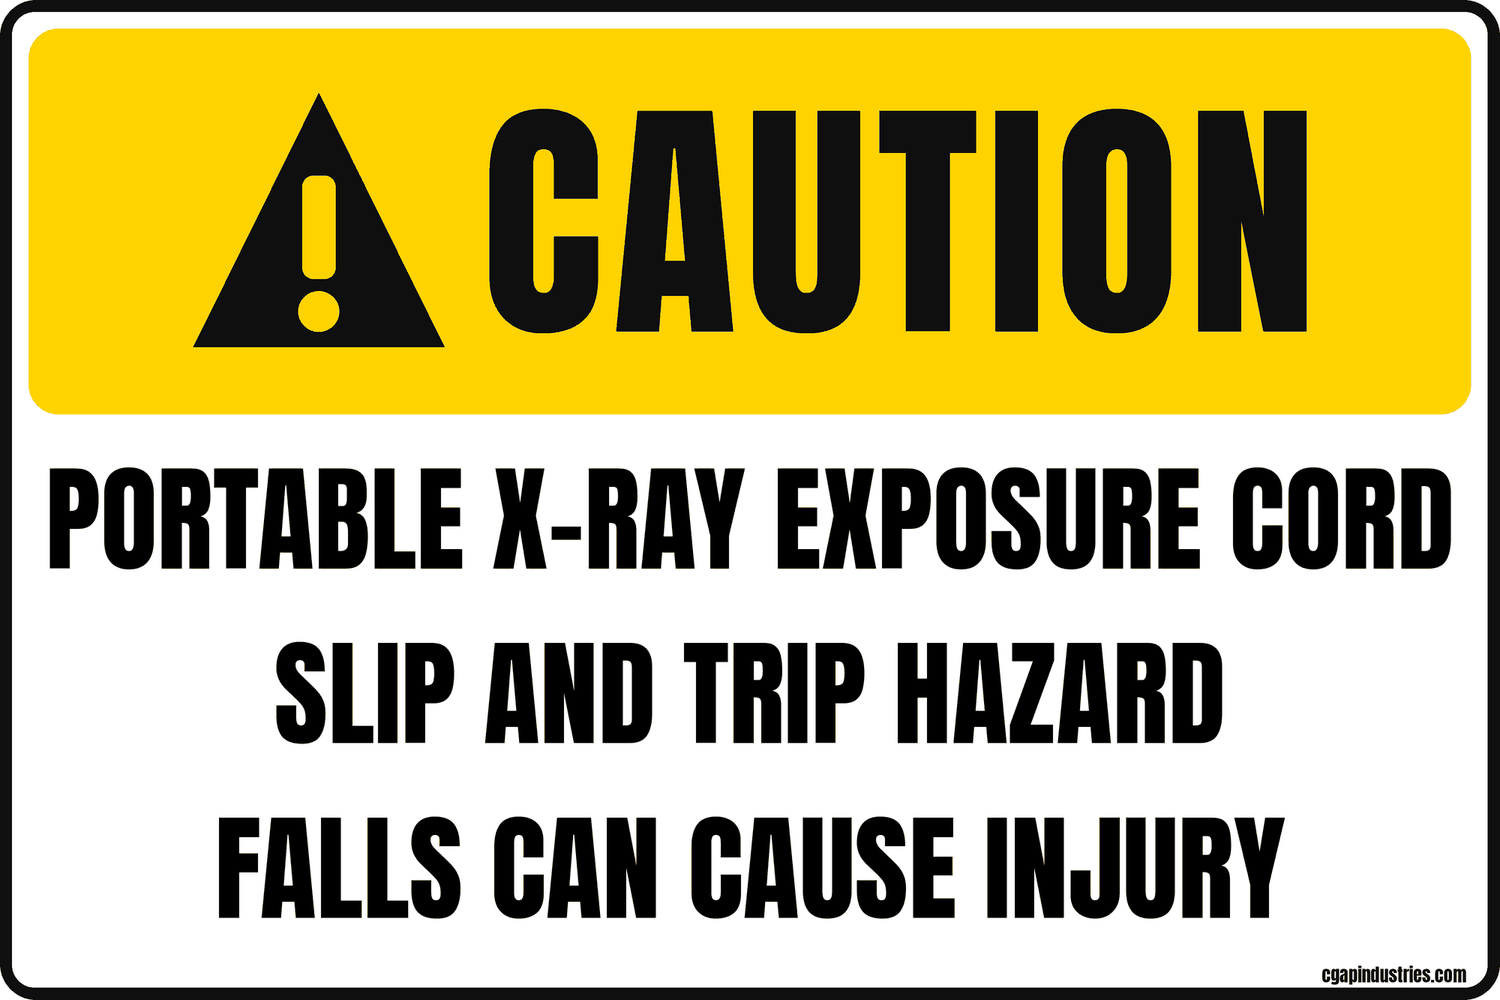 CAUTION
PORTABLE X-RAY EXPOSURE CORD
SLIP AND TRIP HAZARD
FALLS CAN CAUSE INJURY
cgapindustries.com